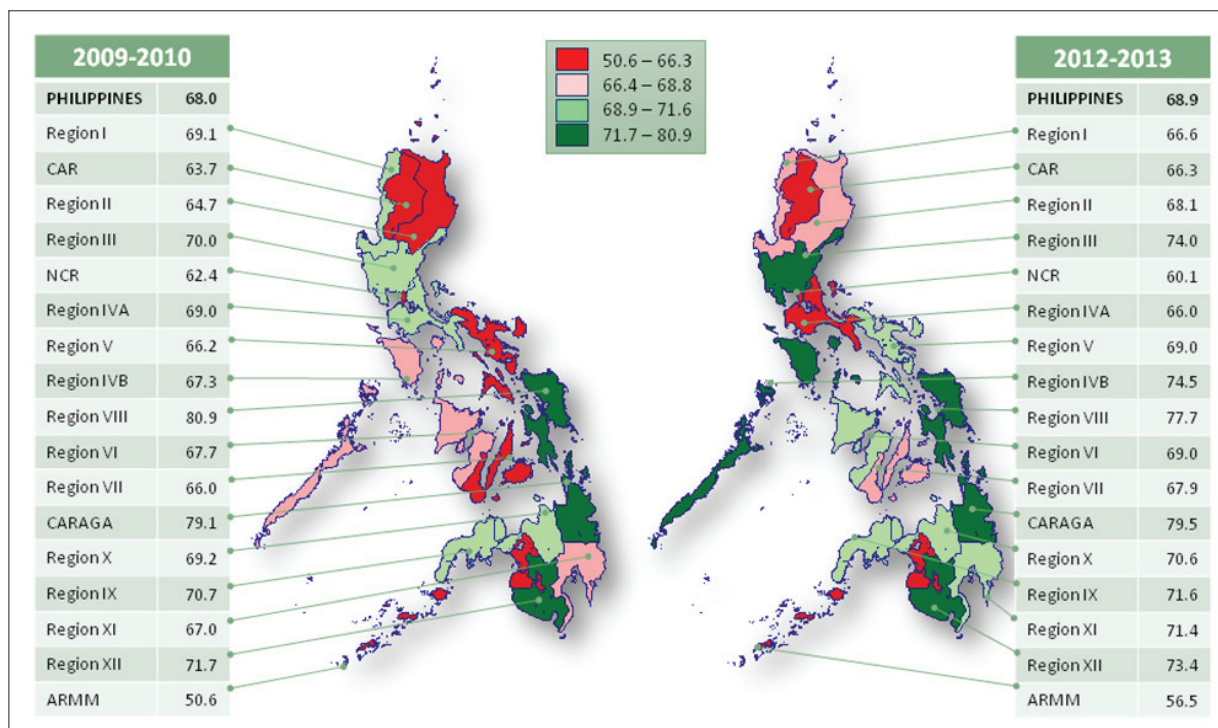 2009-2010
PHILIPPINES 68.0
Region I 69.1
CAR 63.7
Region II 64.7
Region III 70.0
NCR 62.4
Region IVA 69.0
Region V 66.2
Region IVB 67.3
Region VIII 80.9
Region VI 67.7
Region VII 66.0
CARAGA 79.1
Region X 69.2
Region IX 70.7
Region XI 67.0
Region XII 71.7
ARMM 50.6
50.6 – 66.3
66.4 – 68.8
68.9 – 71.6
71.7 – 80.9
2012-2013
PHILIPPINES 68.9
Region I 66.6
CAR 66.3
Region II 68.1
Region III 74.0
NCR 60.1
Region IVA 66.0
Region V 69.0
Region IVB 74.5
Region VIII 77.7
Region VI 69.0
Region VII 67.9
CARAGA 79.5
Region X 70.6
Region IX 71.6
Region XI 71.4
Region XII 73.4
ARMM 56.5